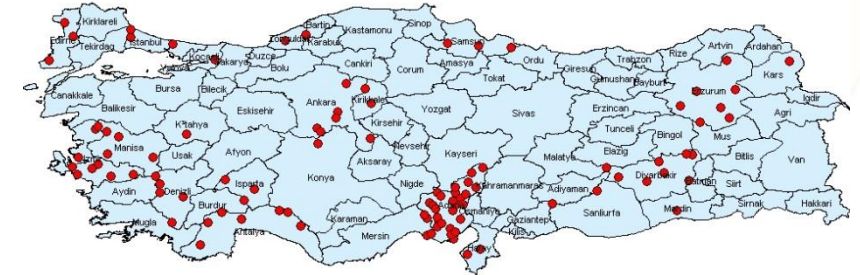 Kirklareli
Edirne
Tekirdag
Istanbul
Kocaeli
Sakarya
Duzce
Zonguldak
Bartin
Karabuk
Kastamonu
Sinop
Samsun
Ordu
Giresun
Trabzon
Rize
Artvin
Ardahan
Kars
Igdir
Agri
Erzurum
Bayburt
Gumushane
Erzincan
Tunceli
Bingol
Mus
Bitlis
Van
Hakkari
Sirnak
Siirt
Batman
Mardin
Diyarbakir
Elazig
Malatya
Adiyaman
Sanliurfa
Gaziantep
Kilis
Hatay
Osmaniya
Kahramanmaras
Adana
Kayseri
Sivas
Tokat
Amasya
Corum
Yozgat
Cankiri
Kirikkale
Kirsehir
Nevsehir
Nigde
Aksaray
Ankara
Bolu
Bilecik
Eskisehir
Bursa
Canakkale
Balikesir
Kutahya
Manisa
Usak
Afyon
Izmir
Aydin
Denizli
Mugla
Burdur
Isparta
Antalya
Konya
Karaman
Mersin